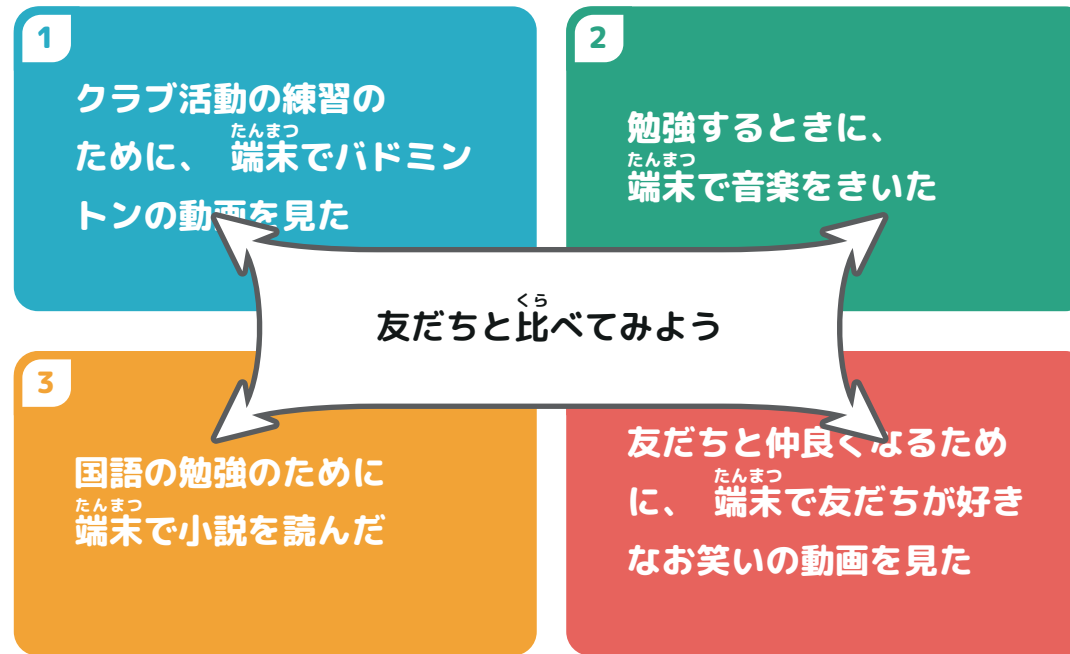 1
クラブ活動の練習の
たんまつ
ために、 端末でバドミン
トンの動画を見た
2
勉強するときに、
たんまつ
端末で音楽をきいた
くら
友だちと比べてみよう
3
国語の勉強のために
たんまつ
端末で小説を読んだ
友だちと仲良くなるため
たんまつ
に、 端末で友だちが好き
なお笑いの動画を見た